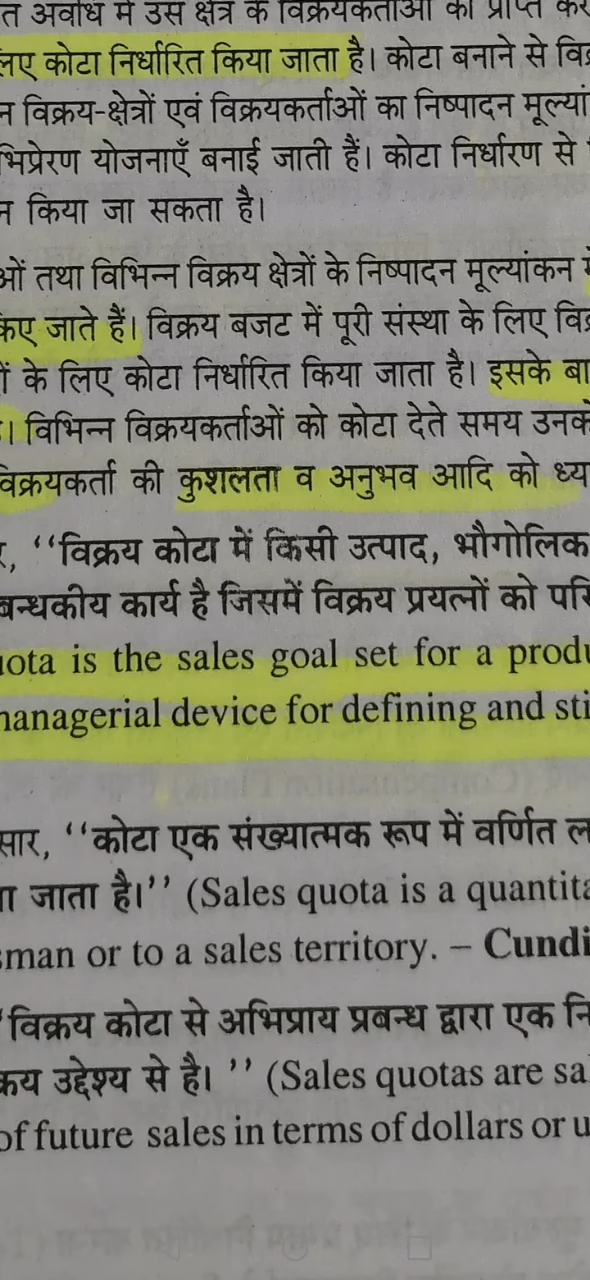 त अवधि में उस क्षेत्र के विक्रयकर्ताओं को प्राप्त कर
लए कोटा निर्धारित किया जाता है। कोटा बनाने से विक्र
न विक्रय-क्षेत्रों एवं विक्रयकर्ताओं का निष्पादन मूल्यां
भिप्रेरण योजनाएँ बनाई जाती हैं। कोटा निर्धारण से
न किया जा सकता है।
ओं तथा विभिन्न विक्रय क्षेत्रों के निष्पादन मूल्यांकन
किए जाते हैं। विक्रय बजट में पूरी संस्था के लिए विक्र
ों के लिए कोटा निर्धारित किया जाता है। इसके बा
। विभिन्न विक्रयकर्ताओं को कोटा देते समय उनके
विक्रयकर्ता की कुशलता व अनुभव आदि को ध्य
र, ‘‘विक्रय कोटा में किसी उत्पाद, भौगोलिक
बन्धकीय कार्य है जिसमें विक्रय प्रयत्नों को परि
uota is the sales goal set for a produ
managerial device for defining and sti
सार, ‘‘कोटा एक संख्यात्मक रूप में वर्णित ल
ा जाता है।’’ (Sales quota is a quantita
sman or to a sales territory. – Cundi
‘विक्रय कोटा से अभिप्राय प्रबन्ध द्वारा एक नि
क्रय उद्देश्य से है। ’’ (Sales quotas are sa
of future sales in terms of dollars or u